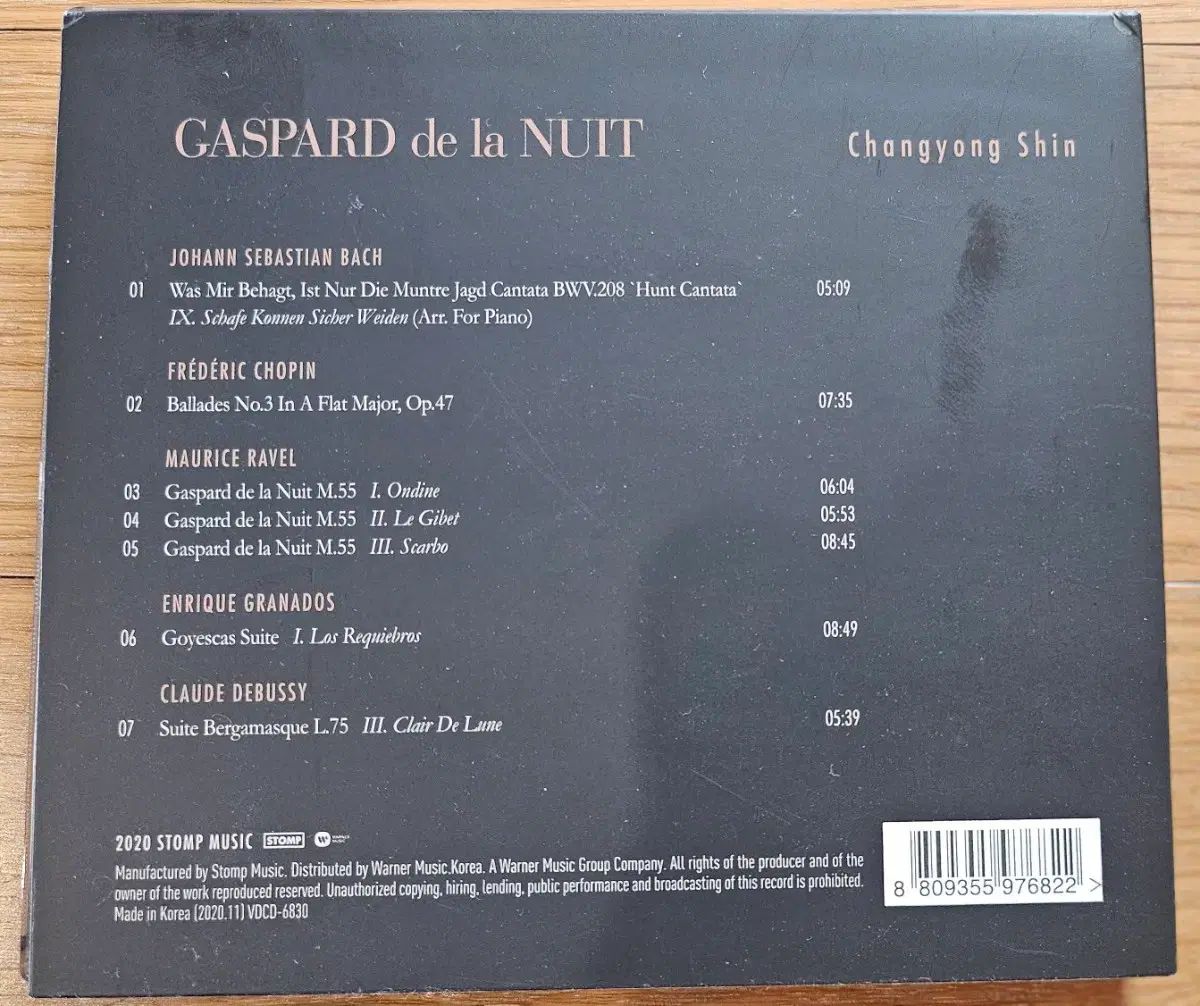 GASPARD de la NUIT
Changyong Shin
JOHANN SEBASTIAN BACH
01 Was Mir Behagt, Ist Nur Die Muntre Jagd Cantata BWV.208 `Hunt Cantata` 05:09
IX. Schafe Konnen Sicher Weiden (Arr. For Piano)
FRÉDÉRIC CHOPIN
02 Ballades No.3 In A Flat Major, Op.47 07:35
MAURICE RAVEL
03 Gaspard de la Nuit M.55 I. Ondine 06:04
04 Gaspard de la Nuit M.55 II. Le Gibet 05:53
05 Gaspard de la Nuit M.55 III. Scarbo 08:45
ENRIQUE GRANADOS
06 Goyescas Suite I. Los Requiebros 08:49
CLAUDE DEBUSSY
07 Suite Bergamasque L.75 III. Clair De Lune 05:39
2020 STOMP MUSIC STOMP WARNER MUSIC
Manufactured by Stomp Music. Distributed by Warner Music.Korea. A Warner Music Group Company. All rights of the producer and of the
owner of the work reproduced reserved. Unauthorized copying, hiring, lending, public performance and broadcasting of this record is prohibited.
Made in Korea (2020.11) VDCD-6830
8 809355 976822 >